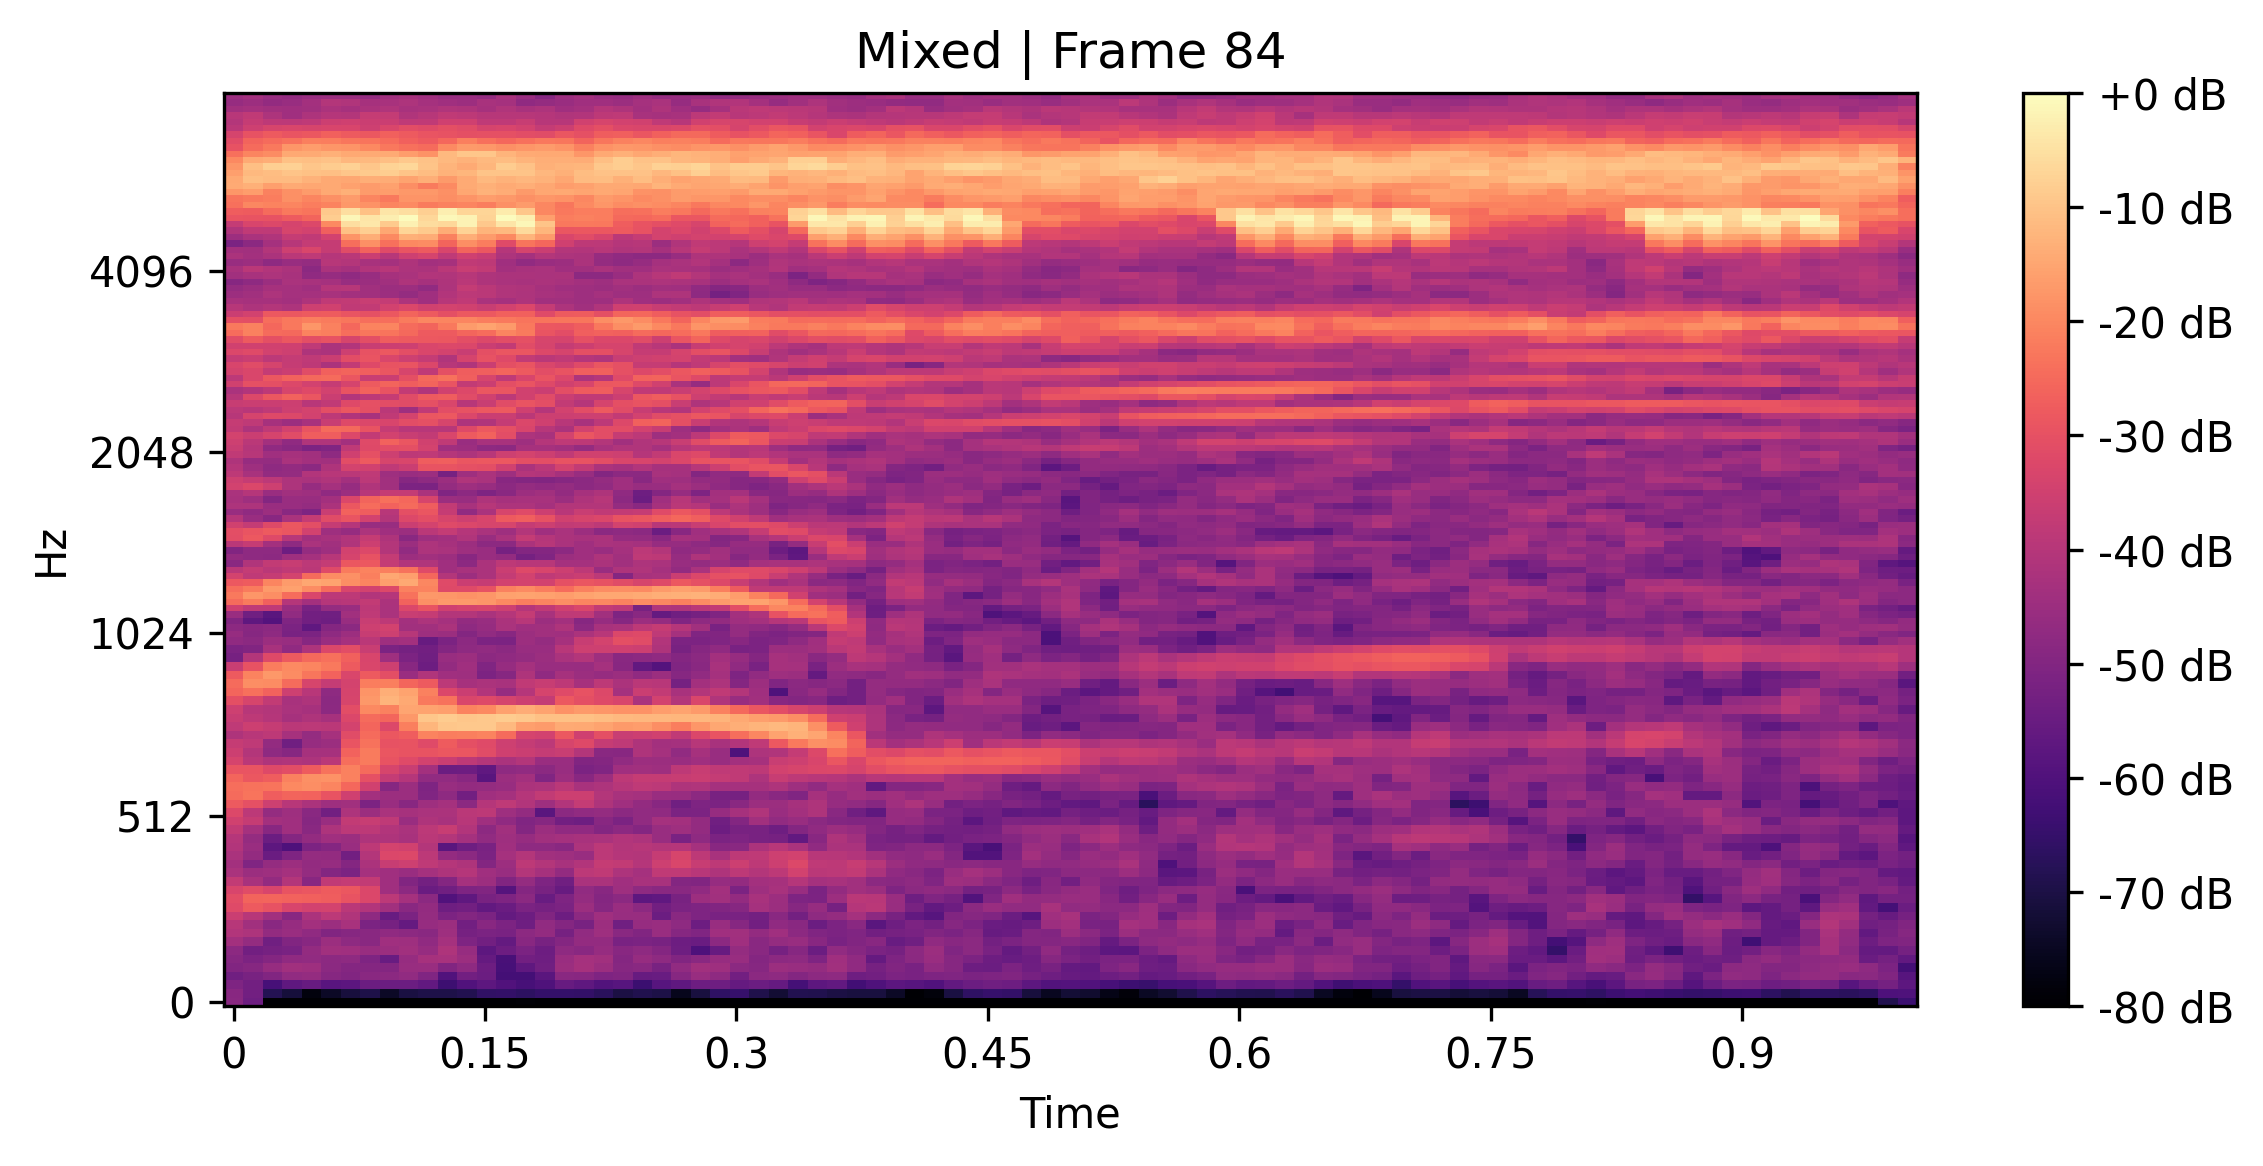 Mixed | Frame 84
Hz
4096
2048
1024
512
0
0 0.15 0.3 0.45 0.6 0.75 0.9
Time
+0 dB
-10 dB
-20 dB
-30 dB
-40 dB
-50 dB
-60 dB
-70 dB
-80 dB